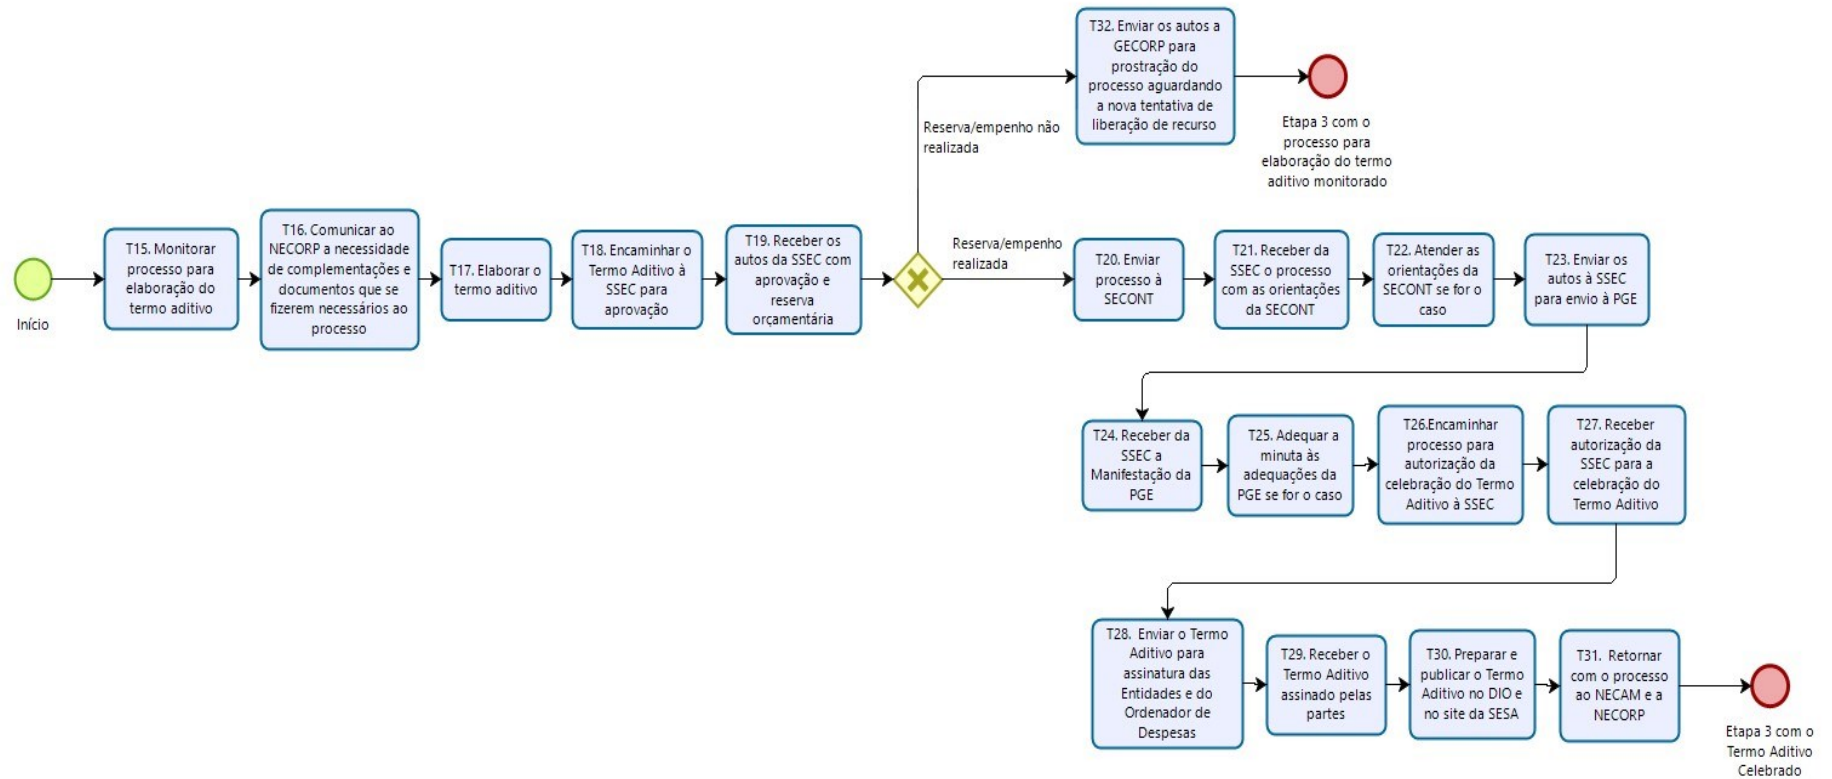 T32. Enviar os autos a
GECORP para
prostração do
processo aguardando
a nova tentativa de
liberação de recurso
Etapa 3 com o
processo para
elaboração do termo
aditivo monitorado
Reserva/empenho não
realizada
Início
T15. Monitorar
processo para
elaboração do
termo aditivo
T16. Comunicar ao
NECORP a necessidade
de complementações e
documentos que se
fizerem necessários ao
processo
T17. Elaborar o
termo aditivo
T18. Encaminhar o
Termo Aditivo à
SSEC para
aprovação
T19. Receber os
autos da SSEC com
aprovação e
reserva
orçamentária
Reserva/empenho
realizada
T20. Enviar
processo à
SECONT
T21. Receber da
SSEC o processo
com as orientações
da SECONT
T22. Atender as
orientações da
SECONT se for o
caso
T23. Enviar os
autos à SSEC
para envio à PGE
T24. Receber da
SSEC a
Manifestação da
PGE
T25. Adequar a
minuta às
adequações da
PGE se for o caso
T26.Encaminhar
processo para
autorização da
celebração do Termo
Aditivo à SSEC
T27. Receber
autorização da
SSEC para a
celebração do
Termo Aditivo
T28. Enviar o Termo
Aditivo para
assinatura das
Entidades e do
Ordenador de
Despesas
T29. Receber o
Termo Aditivo
assinado pelas
partes
T30. Preparar e
publicar o Termo
Aditivo no DIO e
no site da SESA
T31. Retornar
com o processo
ao NECAM e a
NECORP
Etapa 3 com o
Termo Aditivo
Celebrado